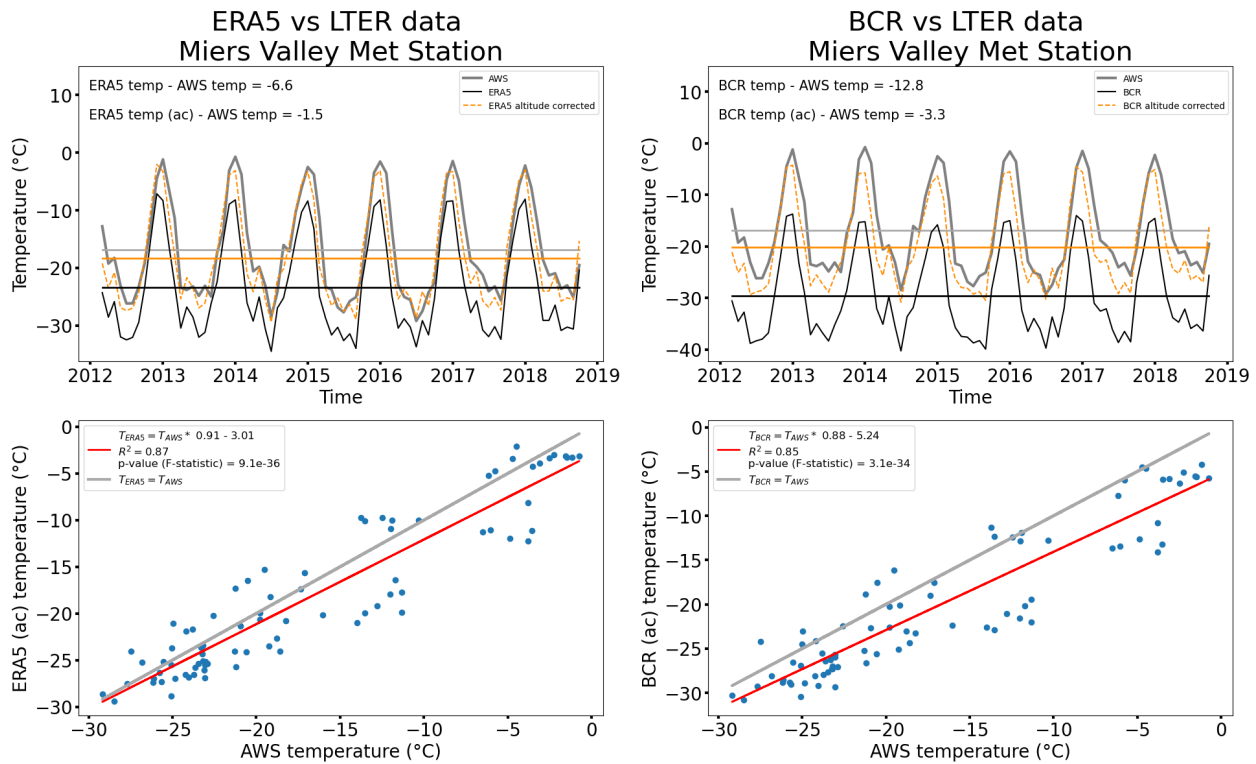 ERA5 vs LTER data
Miers Valley Met Station
ERA5 temp - AWS temp = -6.6
ERA5 temp (ac) - AWS temp = -1.5
AWS
ERA5
ERA5 altitude corrected
Temperature (°C)
10
0
−10
−20
−30
2012 2013 2014 2015 2016 2017 2018 2019
Time
BCR vs LTER data
Miers Valley Met Station
BCR temp - AWS temp = -12.8
BCR temp (ac) - AWS temp = -3.3
AWS
BCR
BCR altitude corrected
Temperature (°C)
10
0
−10
−20
−30
−40
2012 2013 2014 2015 2016 2017 2018 2019
Time
T_ERA5 = T_AWS * 0.91 - 3.01
R² = 0.87
p-value (F-statistic) = 9.1e-36
T_ERA5 = T_AWS
ERA5 (ac) temperature (°C)
0
−5
−10
−15
−20
−25
−30
−30 −25 −20 −15 −10 −5 0
AWS temperature (°C)
T_BCR = T_AWS * 0.88 - 5.24
R² = 0.85
p-value (F-statistic) = 3.1e-34
T_BCR = T_AWS
BCR (ac) temperature (°C)
0
−5
−10
−15
−20
−25
−30
−30 −25 −20 −15 −10 −5 0
AWS temperature (°C)